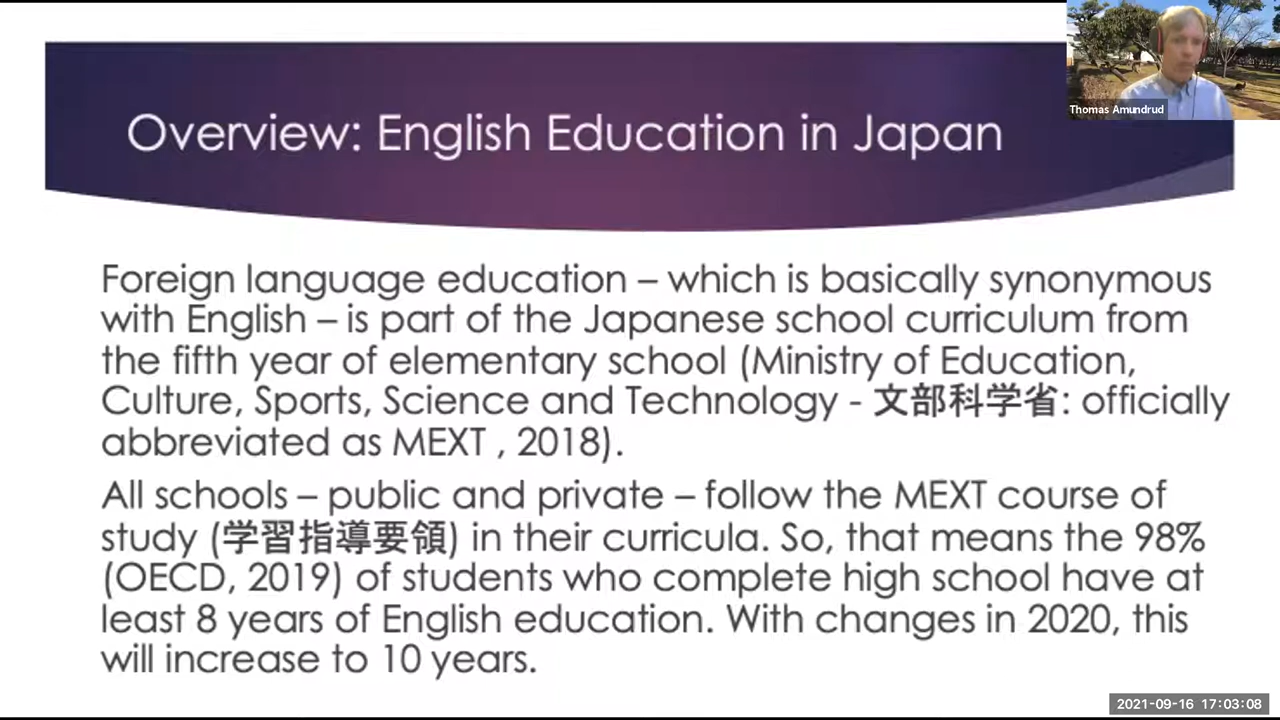 Thomas Amundrud
Overview: English Education in Japan
Foreign language education – which is basically synonymous
with English – is part of the Japanese school curriculum from
the fifth year of elementary school (Ministry of Education,
Culture, Sports, Science and Technology - 文部科学省: officially
abbreviated as MEXT , 2018).
All schools – public and private – follow the MEXT course of
study (学習指導要領) in their curricula. So, that means the 98%
(OECD, 2019) of students who complete high school have at
least 8 years of English education. With changes in 2020, this
will increase to 10 years.
2021-09-16 17:03:08